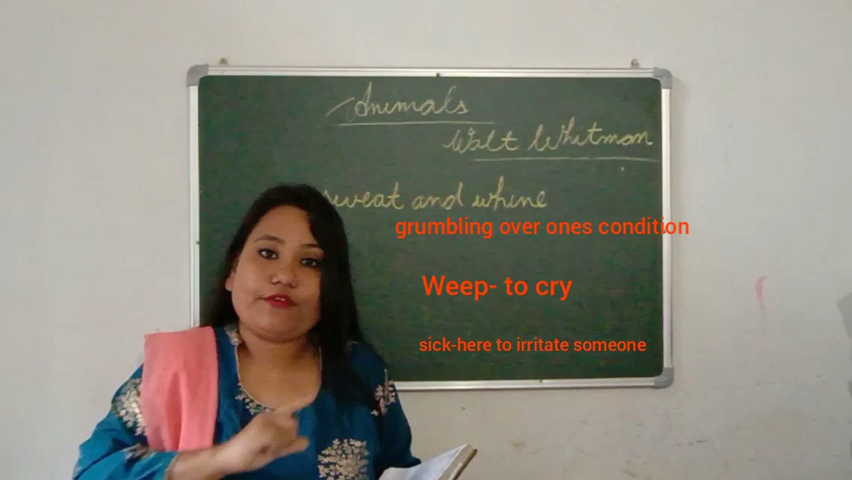 Animals
Walt Whitman
sweat and whine
grumbling over ones condition
Weep- to cry
sick-here to irritate someone